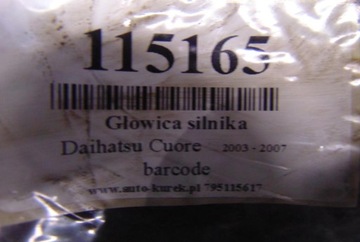 115165
Głowica silnika
Daihatsu Cuore 2003 - 2007
barcode
www.auto-kurek.pl 795115617